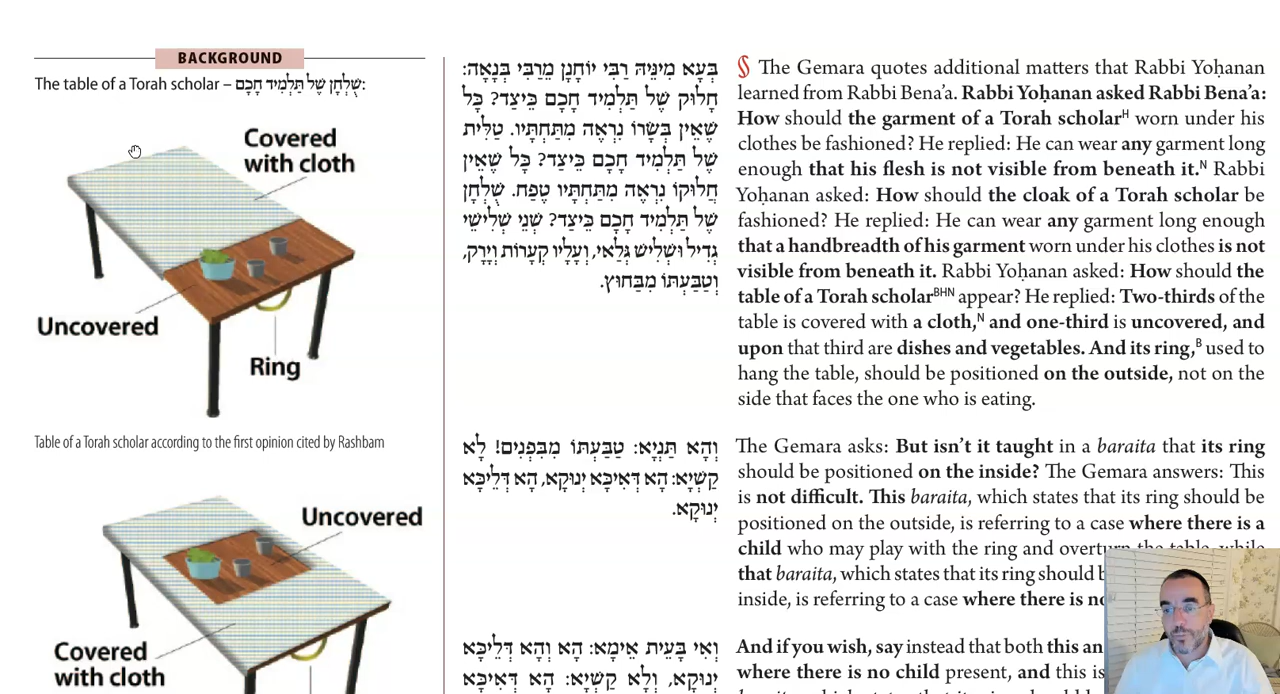 BACKGROUND
The table of a Torah scholar – שֻׁלְחָן שֶׁל תַּלְמִיד חָכָם:
Covered
with cloth
Uncovered
Ring
Table of a Torah scholar according to the first opinion cited by Rashbam
Uncovered
Covered
with cloth
בְּעָא מִינֵּיהּ רַבִּי יוֹחָנָן מֵרַבִּי בְּנָאָה:
חָלוּק שֶׁל תַּלְמִיד חָכָם כֵּיצַד? כָּל
שֶׁאֵין בְּשָׂרוֹ נִרְאֶה מִתַּחְתָּיו. טַלִּית
שֶׁל תַּלְמִיד חָכָם כֵּיצַד? כָּל שֶׁאֵין
חֲלוּקוֹ נִרְאֶה מִתַּחְתָּיו טֶפַח. שֻׁלְחָן
שֶׁל תַּלְמִיד חָכָם כֵּיצַד? שְׁנֵי שְׁלִישֵׁי
גְּדִיל וּשְׁלִישׁ גְּלַאי, וְעָלָיו קְעָרוֹת וְיָרָק,
וְטַבַּעְתּוֹ מִבַּחוּץ.
וְהָא תַּנְיָא: טַבַּעְתּוֹ מִבִּפְנִים! לָא
קַשְׁיָא: הָא דְּאִיכָּא יָנוֹקָא, הָא דְּלֵיכָּא
יָנוֹקָא.
וְאִי בָּעֵית אֵימָא: הָא וְהָא דְּלֵיכָּא
יָנוֹקָא, וְלָא קַשְׁיָא: הָא דְּאִיכָּא
§ The Gemara quotes additional matters that Rabbi Yoḥanan
learned from Rabbi Bena’a. Rabbi Yoḥanan asked Rabbi Bena’a:
How should the garment of a Torah scholarᴴ worn under his
clothes be fashioned? He replied: He can wear any garment long
enough that his flesh is not visible from beneath it.ᴺ Rabbi
Yoḥanan asked: How should the cloak of a Torah scholar be
fashioned? He replied: He can wear any garment long enough
that a handbreadth of his garment worn under his clothes is not
visible from beneath it. Rabbi Yoḥanan asked: How should the
table of a Torah scholarᴮᴴᴺ appear? He replied: Two-thirds of the
table is covered with a cloth,ᴺ and one-third is uncovered, and
upon that third are dishes and vegetables. And its ring,ᴮ used to
hang the table, should be positioned on the outside, not on the
side that faces the one who is eating.
The Gemara asks: But isn’t it taught in a baraita that its ring
should be positioned on the inside? The Gemara answers: This
is not difficult. This baraita, which states that its ring should be
positioned on the outside, is referring to a case where there is a
child who may play with the ring and overturn the table, while
that baraita, which states that its ring should
inside, is referring to a case where there is
And if you wish, say instead that both this
where there is no child present, and this is